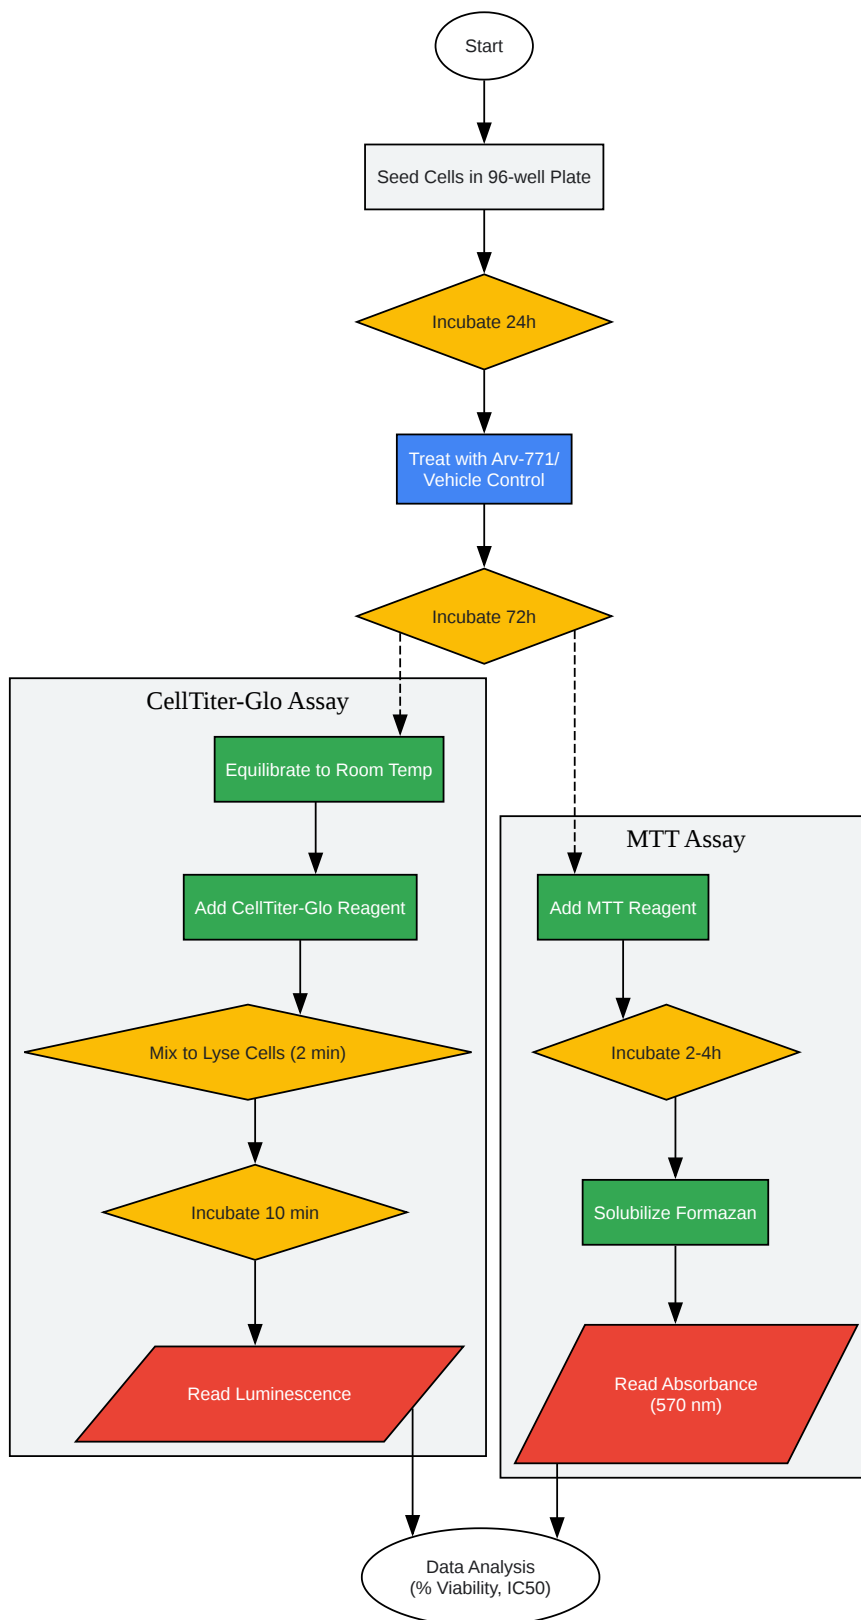 Start
Seed Cells in 96-well Plate
Incubate 24h
Treat with Arv-771/
Vehicle Control
Incubate 72h
CellTiter-Glo Assay
Equilibrate to Room Temp
Add CellTiter-Glo Reagent
Mix to Lyse Cells (2 min)
Incubate 10 min
Read Luminescence
MTT Assay
Add MTT Reagent
Incubate 2-4h
Solubilize Formazan
Read Absorbance
(570 nm)
Data Analysis
(% Viability, IC50)